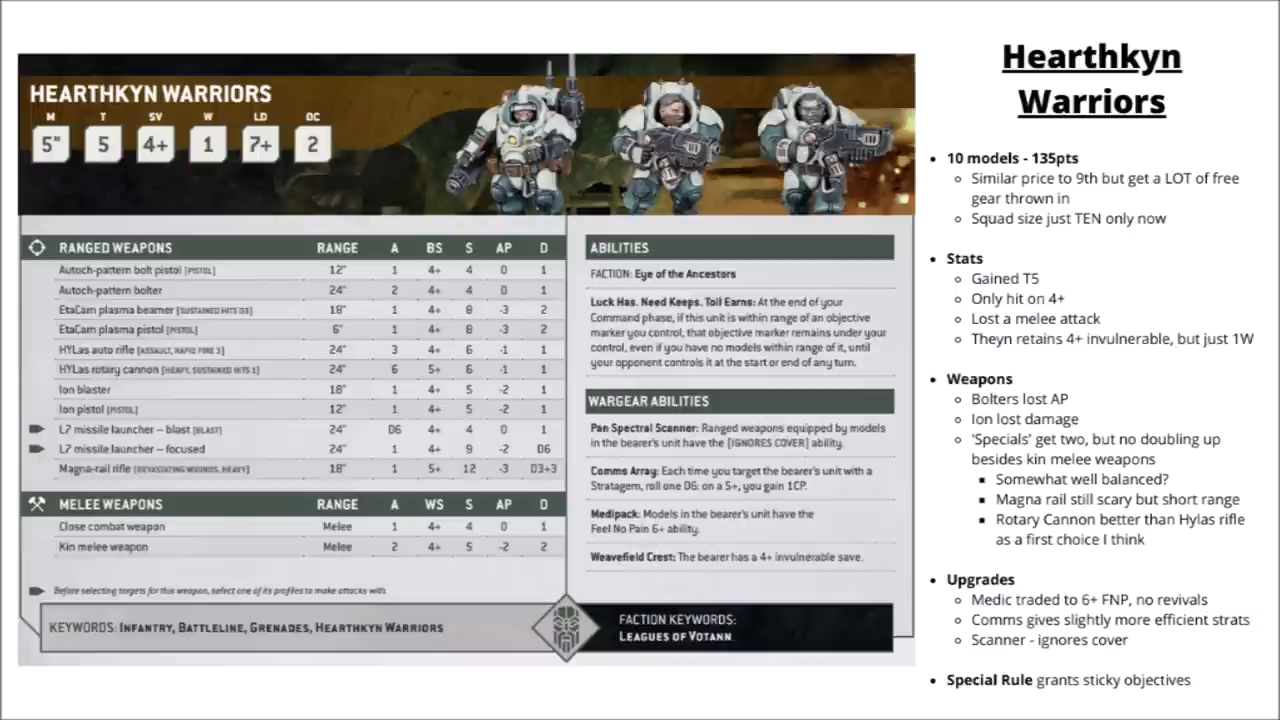 HEARTHKYN WARRIORS
M T SV W LD OC
5" 5 4+ 1 7+ 2
RANGED WEAPONS RANGE A BS S AP D
Autoch-pattern bolt pistol [PISTOL] 12" 1 4+ 4 0 1
Autoch-pattern bolter 24" 2 4+ 4 0 1
EtaCarn plasma beamer [SUSTAINED HITS D3] 18" 1 4+ 8 -3 2
EtaCarn plasma pistol [PISTOL] 6" 1 4+ 8 -3 2
HYLas auto rifle [ASSAULT, RAPID FIRE 3] 24" 3 4+ 6 -1 1
HYLas rotary cannon [HEAVY, SUSTAINED HITS 1] 24" 6 5+ 6 -1 1
Ion blaster 18" 1 4+ 5 -2 1
Ion pistol [PISTOL] 12" 1 4+ 5 -2 1
L7 missile launcher – blast [BLAST] 24" D6 4+ 4 0 1
L7 missile launcher – focused 24" 1 4+ 9 -2 D6
Magna-rail rifle [DEVASTATING WOUNDS, HEAVY] 18" 1 5+ 12 -3 D3+3
MELEE WEAPONS RANGE A WS S AP D
Close combat weapon Melee 1 4+ 4 0 1
Kin melee weapon Melee 2 4+ 5 -2 2
Before selecting targets for this weapon, select one of its profiles to make attacks with.
KEYWORDS: INFANTRY, BATTLELINE, GRENADES, HEARTHKYN WARRIORS
ABILITIES
FACTION: Eye of the Ancestors
Luck Has. Need Keeps. Toil Earns: At the end of your
Command phase, if this unit is within range of an objective
marker you control, that objective marker remains under your
control, even if you have no models within range of it, until
your opponent controls it at the start or end of any turn.
WARGEAR ABILITIES
Pan Spectral Scanner: Ranged weapons equipped by models
in the bearer's unit have the [IGNORES COVER] ability.
Comms Array: Each time you target the bearer's unit with a
Stratagem, roll one D6: on a 5+, you gain 1CP.
Medipack: Models in the bearer's unit have the
Feel No Pain 6+ ability.
Weavefield Crest: The bearer has a 4+ invulnerable save.
FACTION KEYWORDS:
LEAGUES OF VOTANN
Hearthkyn
Warriors
• 10 models - 135pts
Similar price to 9th but get a LOT of free
gear thrown in
Squad size just TEN only now
• Stats
Gained T5
Only hit on 4+
Lost a melee attack
Theyn retains 4+ invulnerable, but just 1W
• Weapons
Bolters lost AP
Ion lost damage
'Specials' get two, but no doubling up
besides kin melee weapons
Somewhat well balanced?
Magna rail still scary but short range
Rotary Cannon better than Hylas rifle
as a first choice I think
• Upgrades
Medic traded to 6+ FNP, no revivals
Comms gives slightly more efficient strats
Scanner - ignores cover
• Special Rule grants sticky objectives